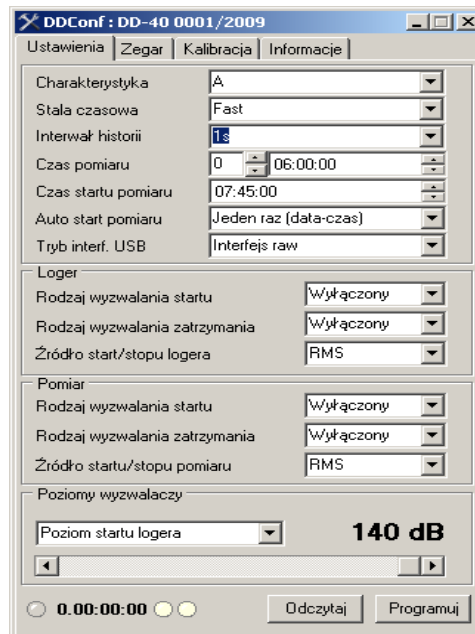 DDConf : DD-40 0001/2009
Ustawienia Zegar Kalibracja Informacje
Charakterystyka A
Stala czasowa Fast
Interwał historii 1s
Czas pomiaru 0 06:00:00
Czas startu pomiaru 07:45:00
Auto start pomiaru Jeden raz (data-czas)
Tryb interf. USB Interfejs raw
Loger
Rodzaj wyzwalania startu Wyłączony
Rodzaj wyzwalania zatrzymania Wyłączony
Źródło start/stopu logera RMS
Pomiar
Rodzaj wyzwalania startu Wyłączony
Rodzaj wyzwalania zatrzymania Wyłączony
Źródło startu/stopu pomiaru RMS
Poziomy wyzwalaczy
Poziom startu logera 140 dB
0.00:00:00 Odczytaj Programuj